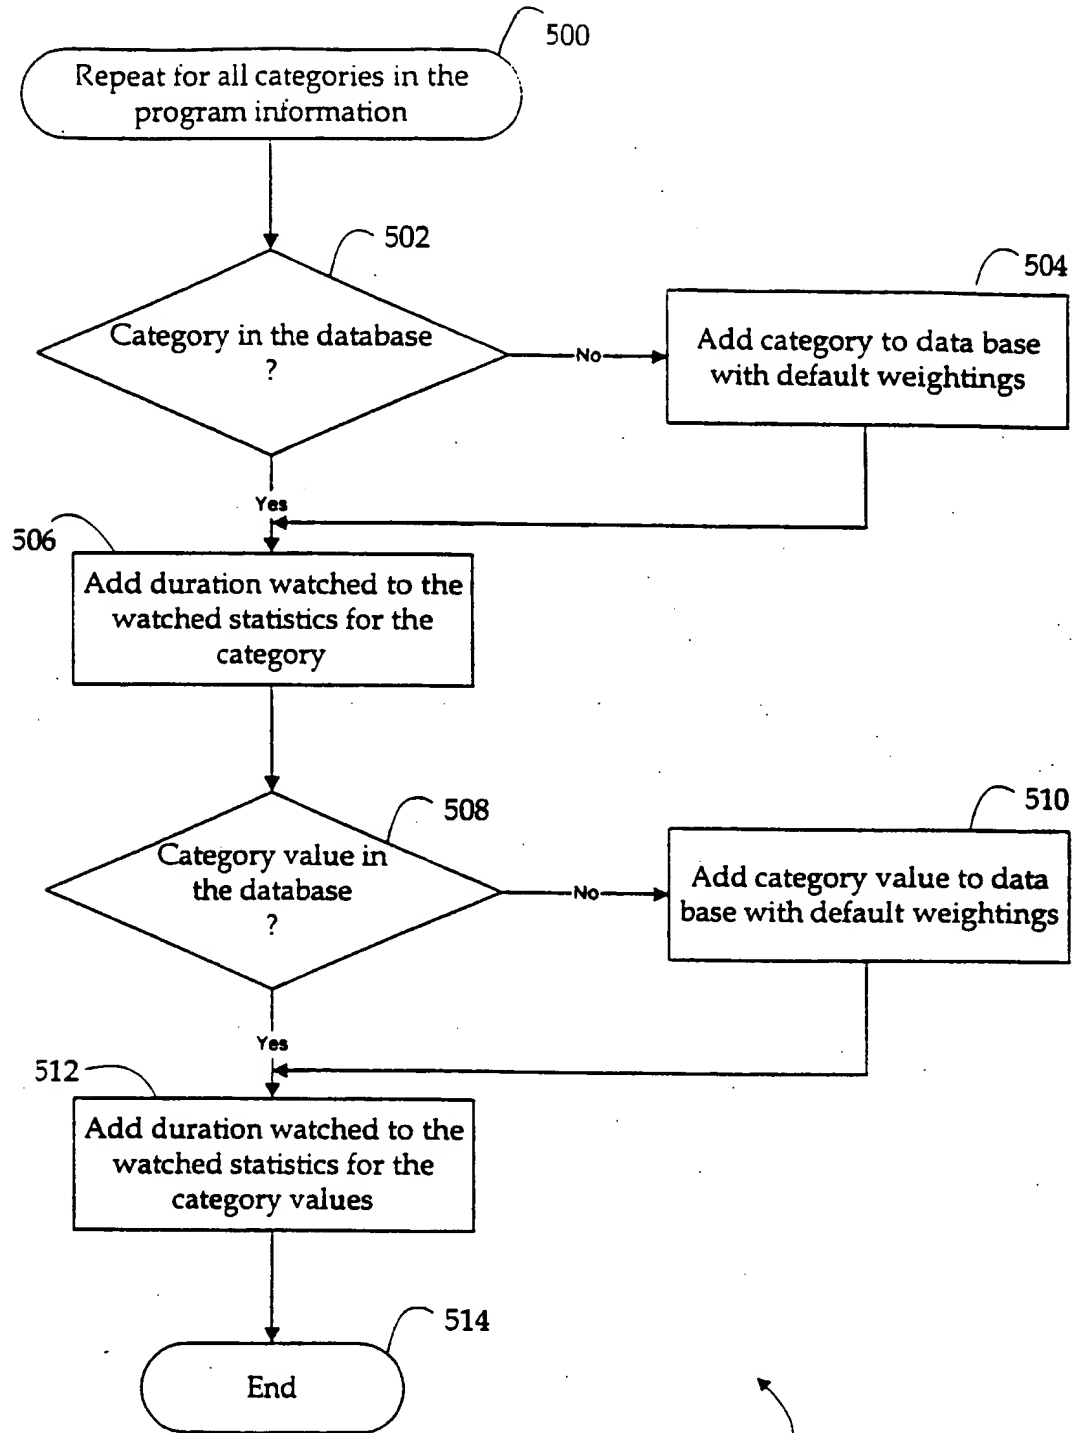 500
Repeat for all categories in the
program information
502
Category in the database
?
No
504
Add category to data base
with default weightings
Yes
506
Add duration watched to the
watched statistics for the
category
508
Category value in
the database
?
No
510
Add category value to data
base with default weightings
Yes
512
Add duration watched to the
watched statistics for the
category values
514
End